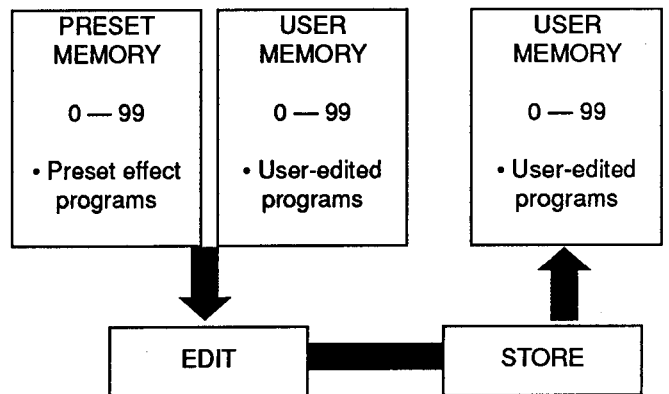 PRESET
MEMORY
0 — 99
• Preset effect
programs
USER
MEMORY
0 — 99
• User-edited
programs
USER
MEMORY
0 — 99
• User-edited
programs
EDIT
STORE